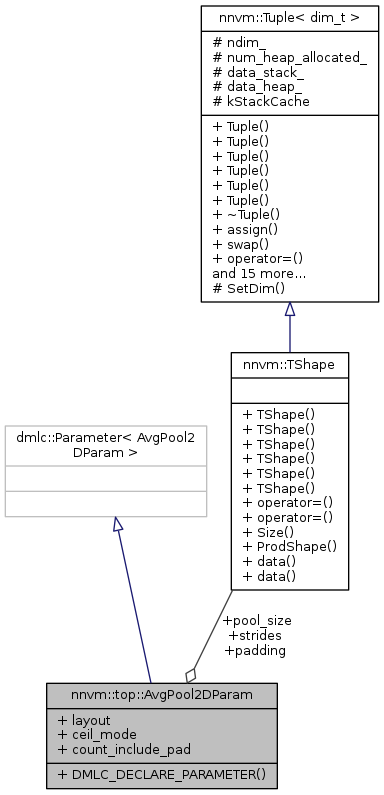 nnvm::Tuple< dim_t >
# ndim_
# num_heap_allocated_
# data_stack_
# data_heap_
# kStackCache
+ Tuple()
+ Tuple()
+ Tuple()
+ Tuple()
+ Tuple()
+ Tuple()
+ ~Tuple()
+ assign()
+ swap()
+ operator=()
and 15 more...
# SetDim()
nnvm::TShape
+ TShape()
+ TShape()
+ TShape()
+ TShape()
+ TShape()
+ TShape()
+ operator=()
+ operator=()
+ Size()
+ ProdShape()
+ data()
+ data()
dmlc::Parameter< AvgPool2
DParam >
+pool_size
+strides
+padding
nnvm::top::AvgPool2DParam
+ layout
+ ceil_mode
+ count_include_pad
+ DMLC_DECLARE_PARAMETER()